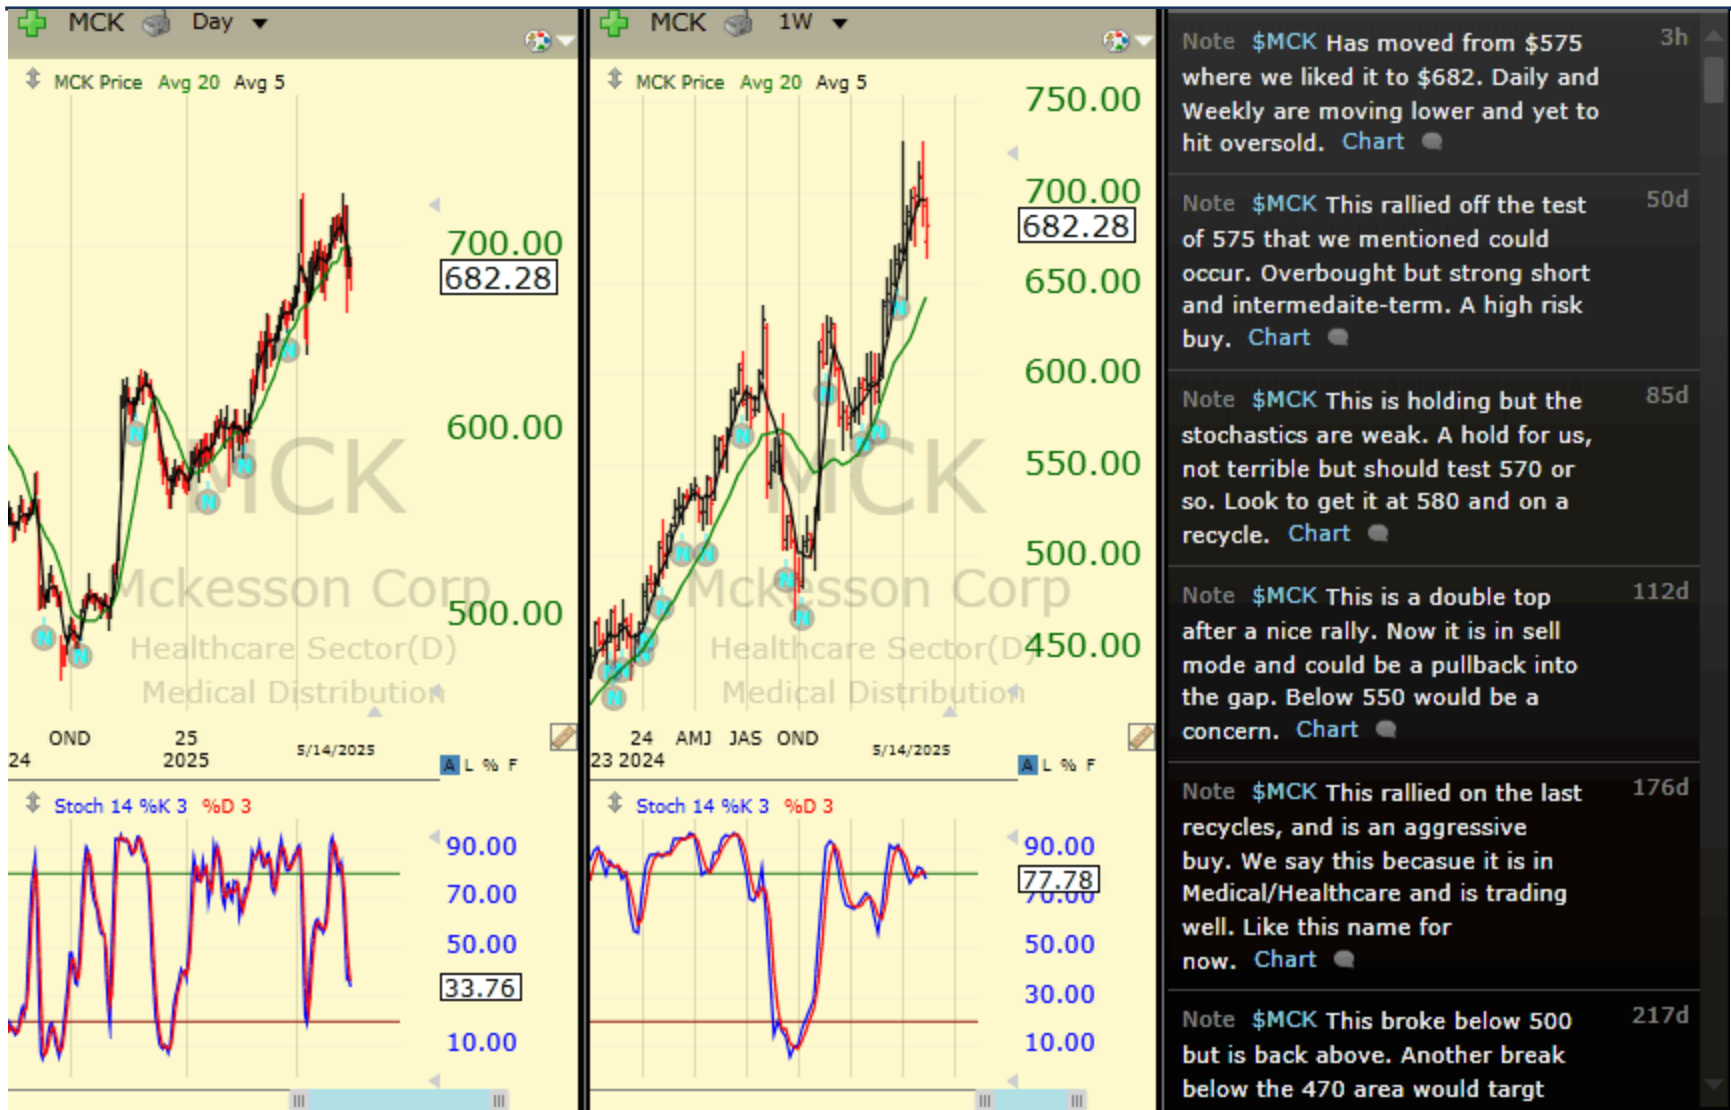 MCK Day
MCK Price Avg 20 Avg 5
700.00
682.28
600.00
500.00
MCK
Mckesson Corp
Healthcare Sector(D)
Medical Distribution
OND 25 5/14/2025
24 2025
A L % F
Stoch 14 %K 3 %D 3
90.00
70.00
50.00
33.76
10.00
MCK 1W
MCK Price Avg 20 Avg 5
750.00
700.00
682.28
650.00
600.00
550.00
500.00
450.00
MCK
Mckesson Corp
Healthcare Sector(D)
Medical Distribution
24 AMJ JAS OND 5/14/2025
23 2024
A L % F
Stoch 14 %K 3 %D 3
90.00
77.78
70.00
50.00
30.00
10.00
Note $MCK Has moved from $575 3h
where we liked it to $682. Daily and
Weekly are moving lower and yet to
hit oversold. Chart
Note $MCK This rallied off the test 50d
of 575 that we mentioned could
occur. Overbought but strong short
and intermedaite-term. A high risk
buy. Chart
Note $MCK This is holding but the 85d
stochastics are weak. A hold for us,
not terrible but should test 570 or
so. Look to get it at 580 and on a
recycle. Chart
Note $MCK This is a double top 112d
after a nice rally. Now it is in sell
mode and could be a pullback into
the gap. Below 550 would be a
concern. Chart
Note $MCK This rallied on the last 176d
recycles, and is an aggressive
buy. We say this becasue it is in
Medical/Healthcare and is trading
well. Like this name for
now. Chart
Note $MCK This broke below 500 217d
but is back above. Another break
below the 470 area would targt